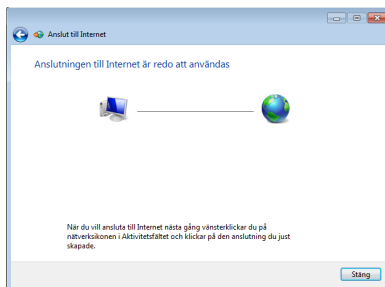 Anslut till Internet
Anslutningen till Internet är redo att användas
När du vill ansluta till Internet nästa gång vänsterklickar du på
nätverksikonen i Aktivitetsfältet och klickar på den anslutning du just
skapade.
Stäng